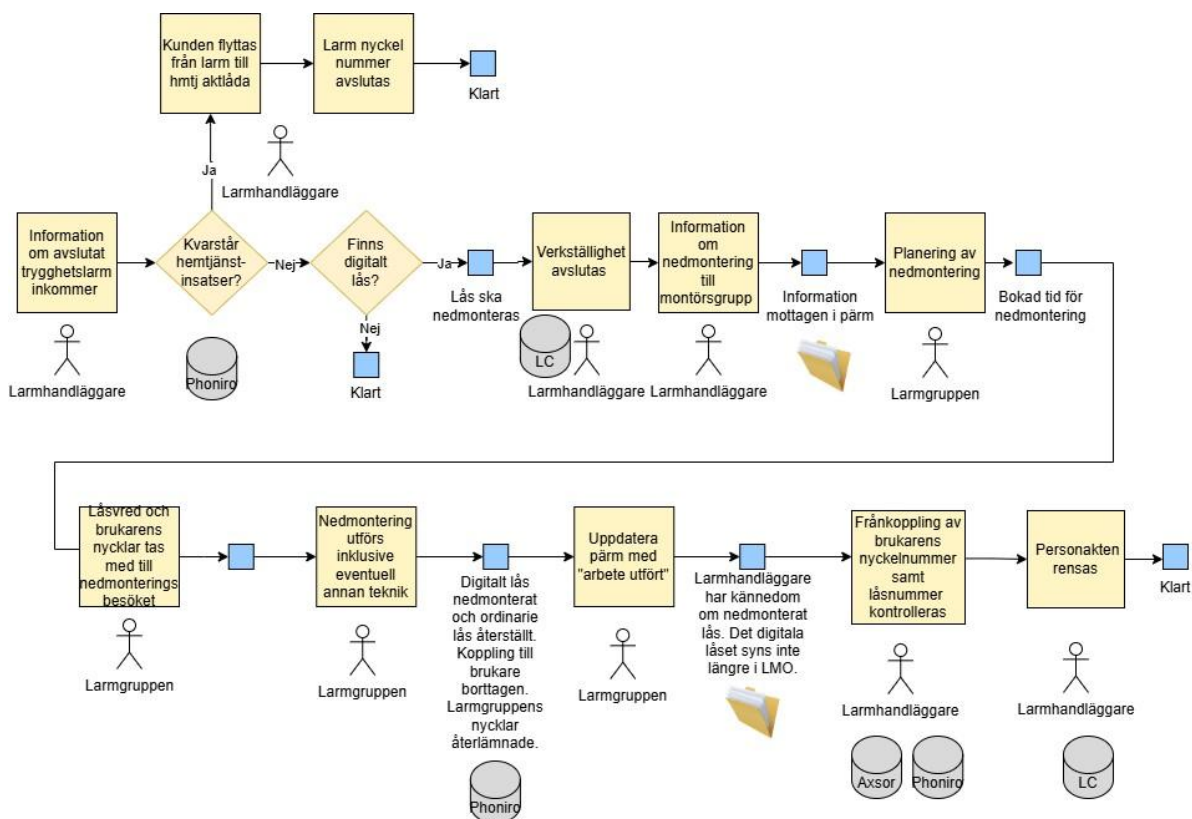 Kunden flyttas
från larm till
hmtj aktlåda
Larm nyckel
nummer
avslutas
Klart
Ja
Larmhandläggare
Information
om avslutat
trygghetslarm
inkommer
Larmhandläggare
Kvarstår
hemtjänst-
insatser?
Phoniro
Nej
Finns
digitalt
lås?
Nej
Klart
Ja
Lås ska
nedmonteras
Verkställighet
avslutas
LC
Larmhandläggare
Information
om
nedmontering
till
montörsgrupp
Larmhandläggare
Information
mottagen i pärm
Planering av
nedmontering
Larmgruppen
Bokad tid för
nedmontering
Låsvred och
brukarens
nycklar tas
med till
nedmonterings
besöket
Larmgruppen
Nedmontering
utförs
inklusive
eventuell
annan teknik
Larmgruppen
Digitalt lås
nedmonterat
och ordinarie
lås återställt.
Koppling till
brukare
borttagen.
Larmgruppens
nycklar
återlämnade.
Phoniro
Uppdatera
pärm med
"arbete utfört"
Larmgruppen
Larmhandläggare
har kännedom
om nedmonterat
lås. Det digitala
låset syns inte
längre i LMO.
Frånkoppling av
brukarens
nyckelnummer
samt
låsnummer
kontrolleras
Larmhandläggare
Axsor
Phoniro
Personakten
rensas
Larmhandläggare
LC
Klart